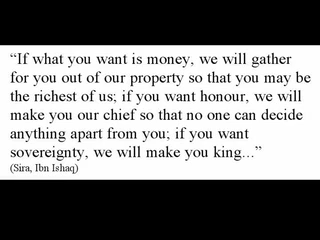 “If what you want is money, we will gather
for you out of our property so that you may be
the richest of us; if you want honour, we will
make you our chief so that no one can decide
anything apart from you; if you want
sovereignty, we will make you king...”
(Sira, Ibn Ishaq)